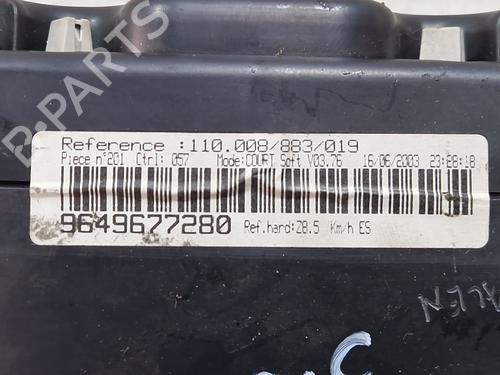 B-PARTS
Reference :110.008/883/019
Piece n°201 Ctrl: 057 Mode:COURT Soft V03.76 16/06/2003 23:28:18
9649677280 Ref.hard:Z8.5 Km/h ES